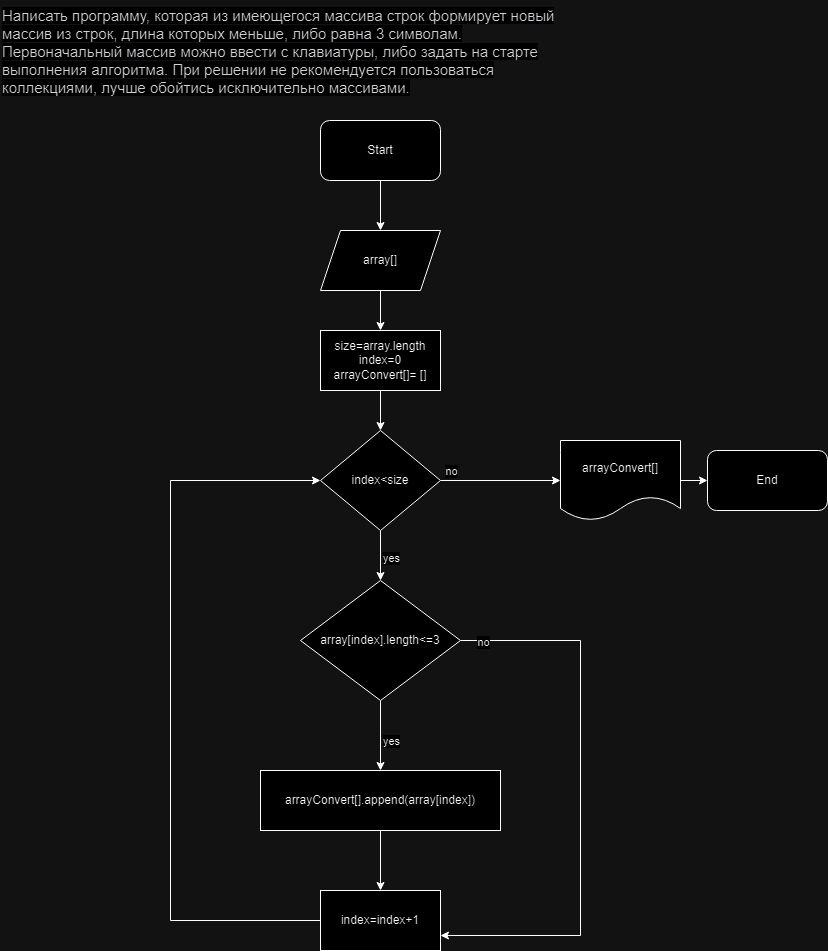 Написать программу, которая из имеющегося массива строк формирует новый
массив из строк, длина которых меньше, либо равна 3 символам.
Первоначальный массив можно ввести с клавиатуры, либо задать на старте
выполнения алгоритма. При решении не рекомендуется пользоваться
коллекциями, лучше обойтись исключительно массивами.
Start
array[]
size=array.length
index=0
arrayConvert[]= []
index<size
no
arrayConvert[]
End
yes
array[index].length<=3
no
yes
arrayConvert[].append(array[index])
index=index+1